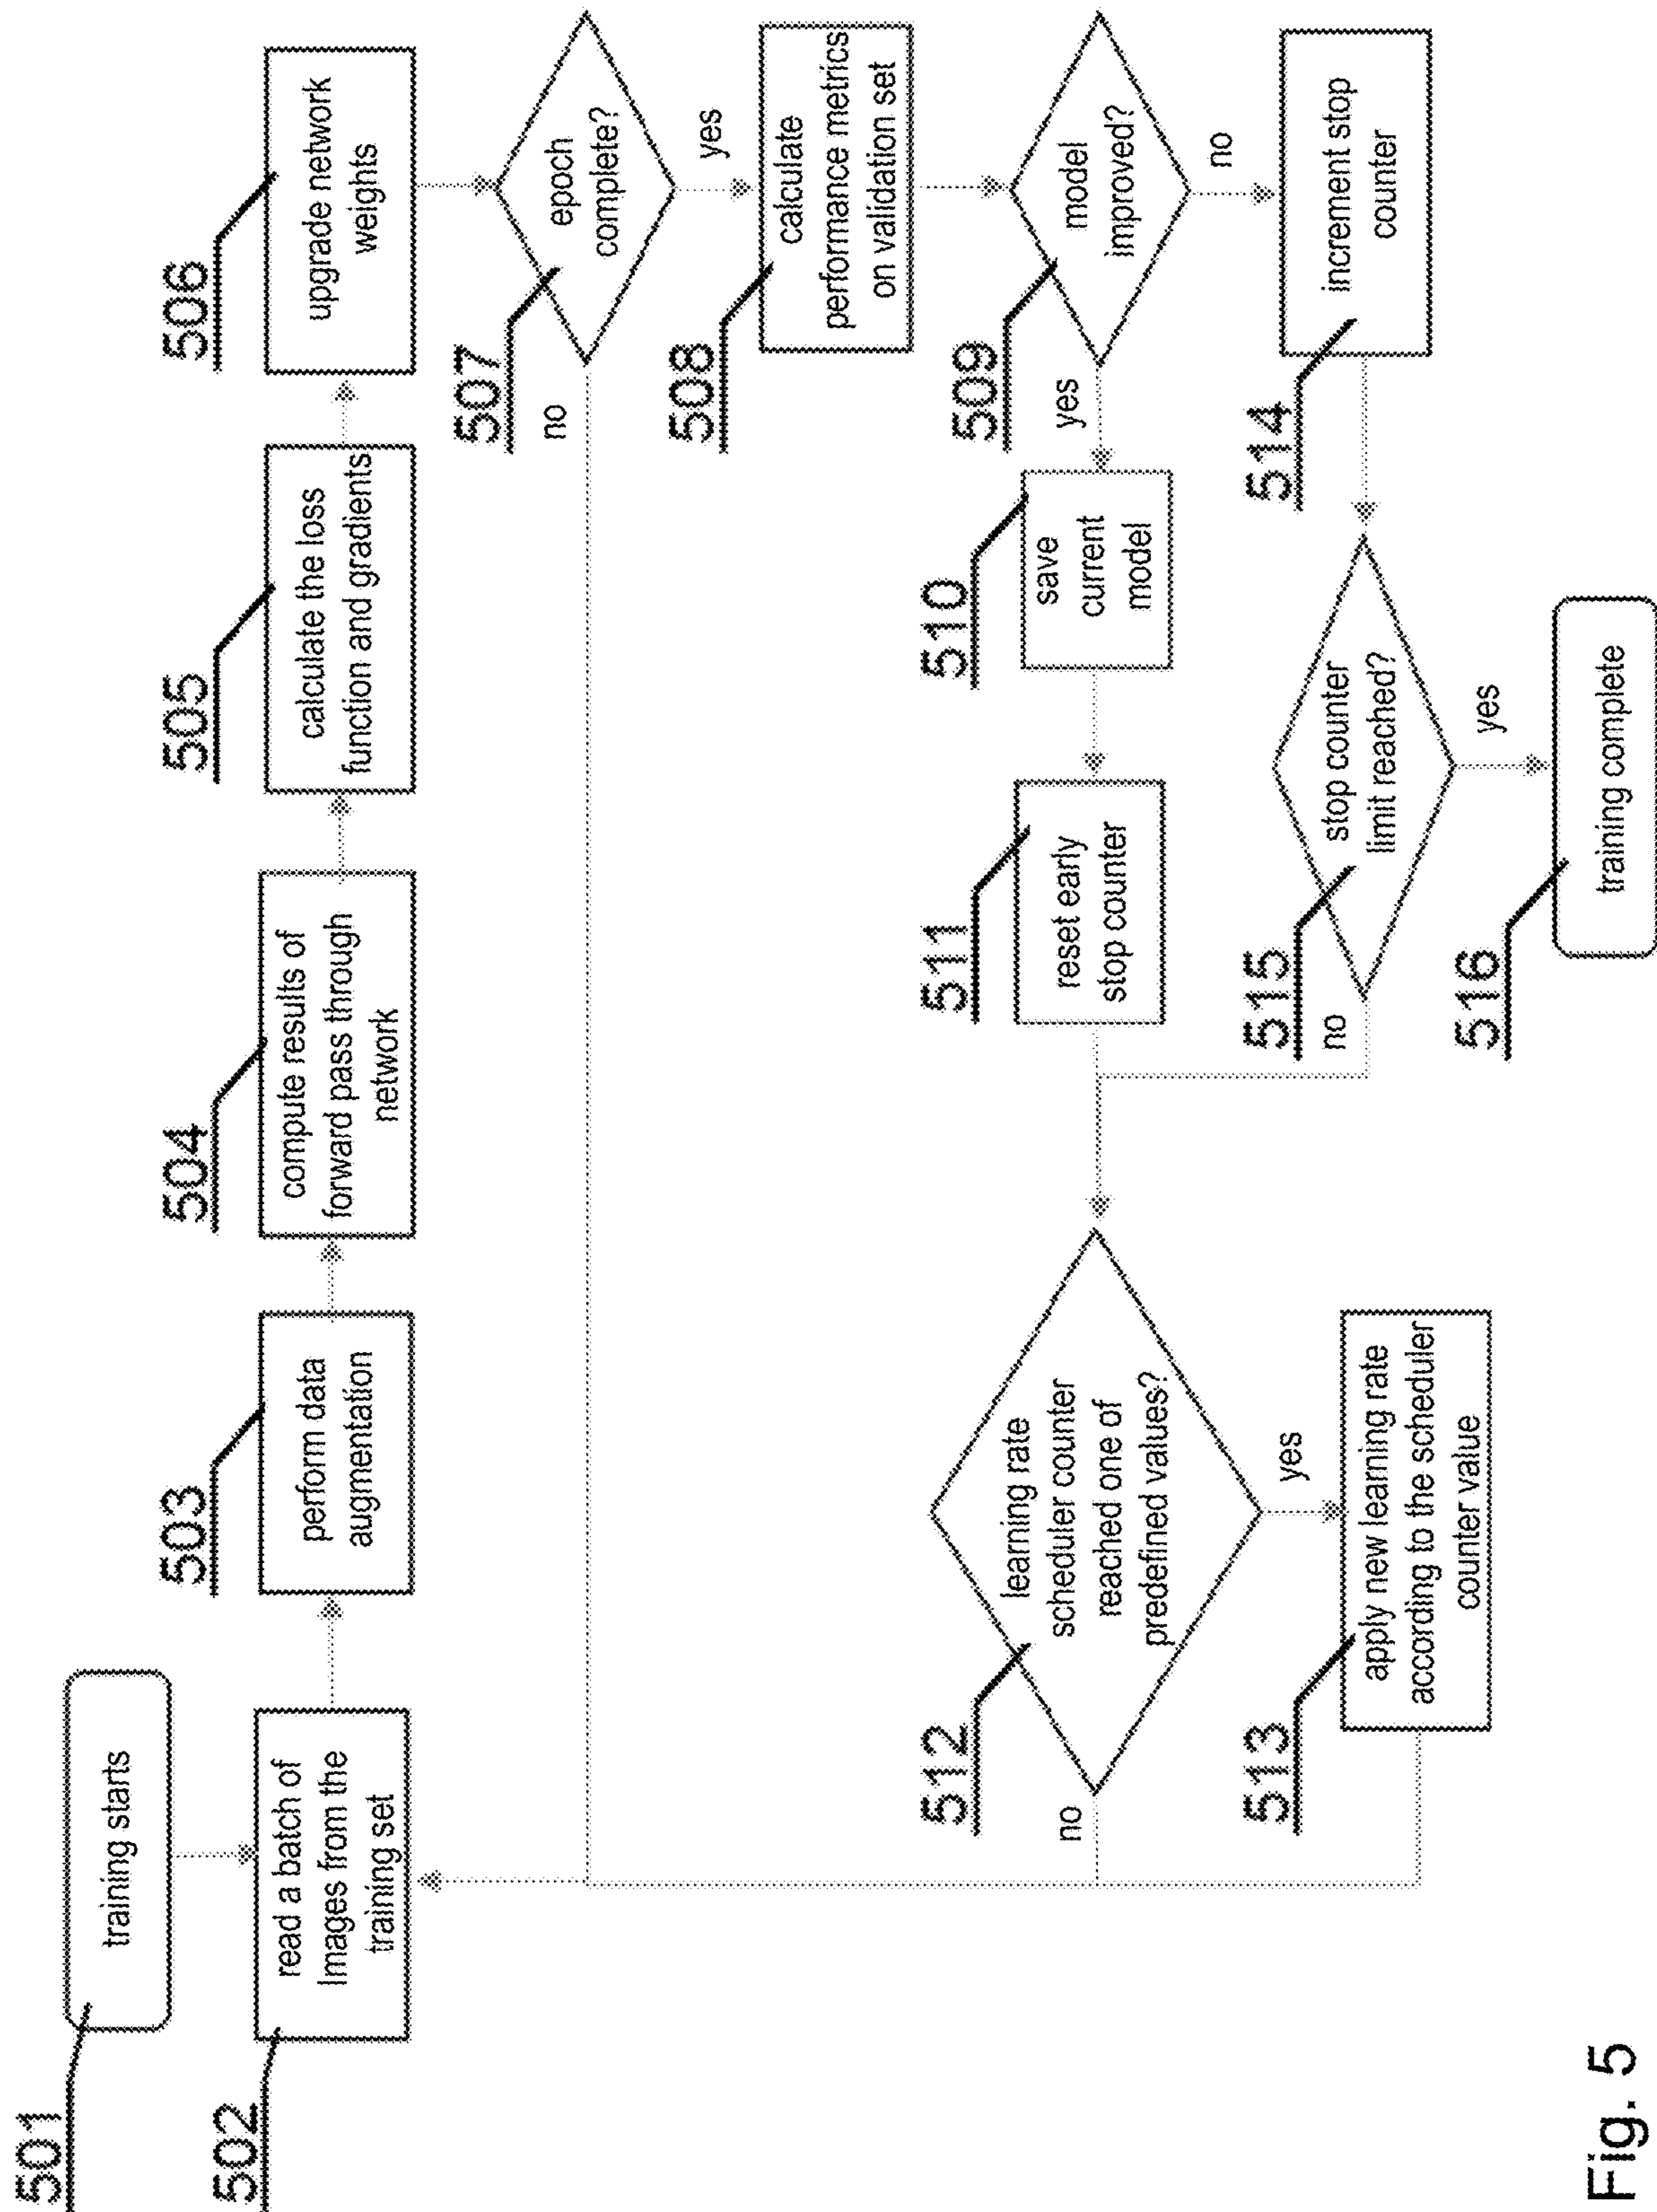 501
training starts
502
read a batch of
Images from the
training set
503
perform data
augmentation
504
compute results of
forward pass through
network
505
calculate the loss
function and gradients
506
upgrade network
weights
507
epoch
complete?
no
yes
508
calculate
performance metrics
on validation set
509
model
improved?
yes
no
510
save
current
model
511
reset early
stop counter
512
learning rate
scheduler counter
reached one of
predefined values?
no
yes
513
apply new learning rate
according to the scheduler
counter value
514
increment stop
counter
515
stop counter
limit reached?
no
yes
516
training complete
Fig. 5